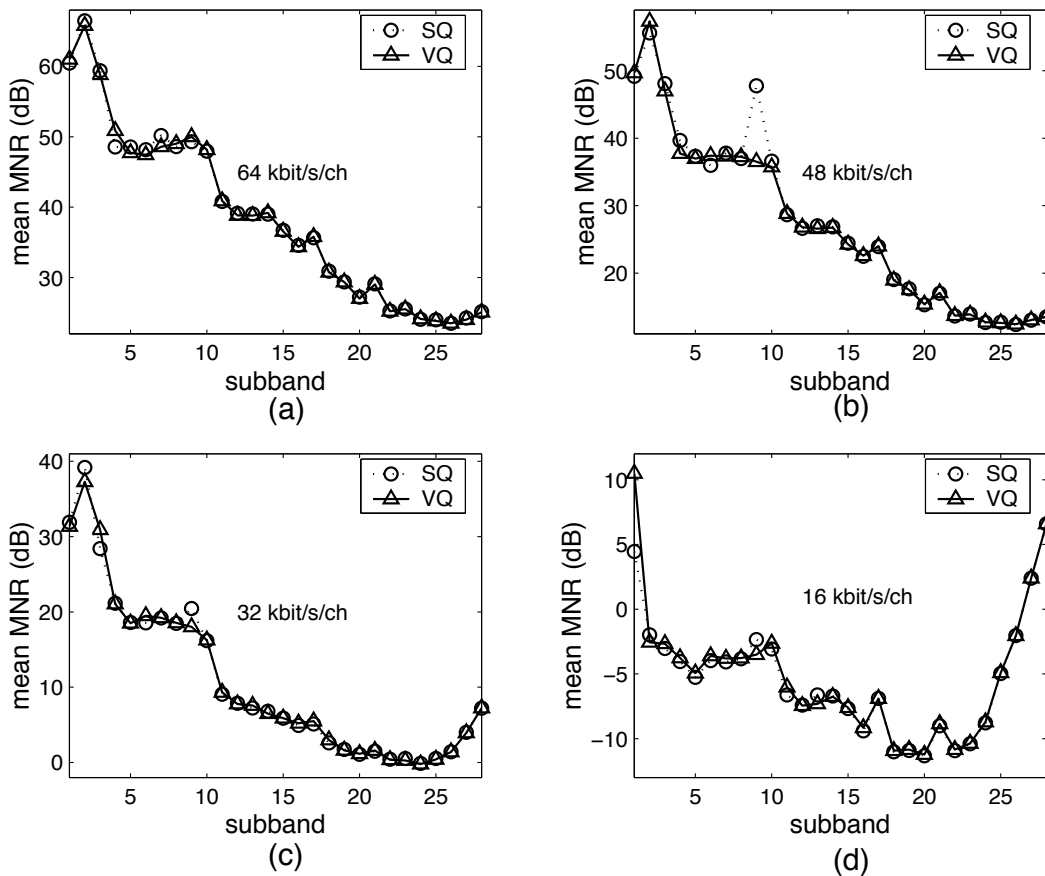 SQ
VQ
mean MNR (dB)
60
50
40
30
64 kbit/s/ch
5 10 15 20 25
subband
(a)
SQ
VQ
mean MNR (dB)
50
40
30
20
48 kbit/s/ch
5 10 15 20 25
subband
(b)
SQ
VQ
mean MNR (dB)
40
30
20
10
0
32 kbit/s/ch
5 10 15 20 25
subband
(c)
SQ
VQ
mean MNR (dB)
10
5
0
−5
−10
16 kbit/s/ch
5 10 15 20 25
subband
(d)